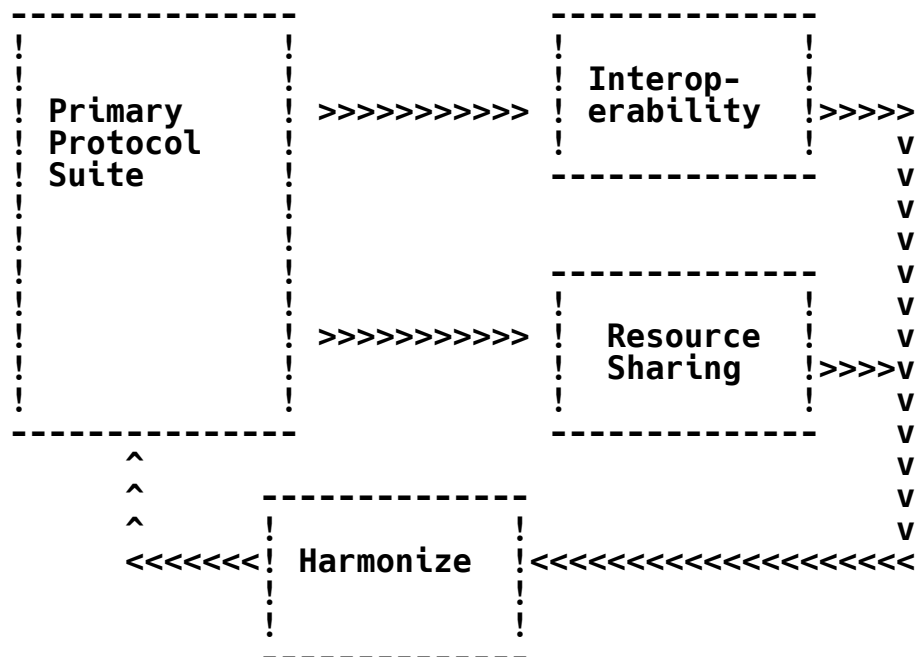 Interop-
Primary >>>>>>>>>>> erability >>>>>
Protocol v
Suite v
v
v
v
v
>>>>>>>>>>> Resource v
Sharing >>>>v
v
v
^ v
^ v
^ v
<<<<<<< Harmonize <<<<<<<<<<<<<<<<<<<<